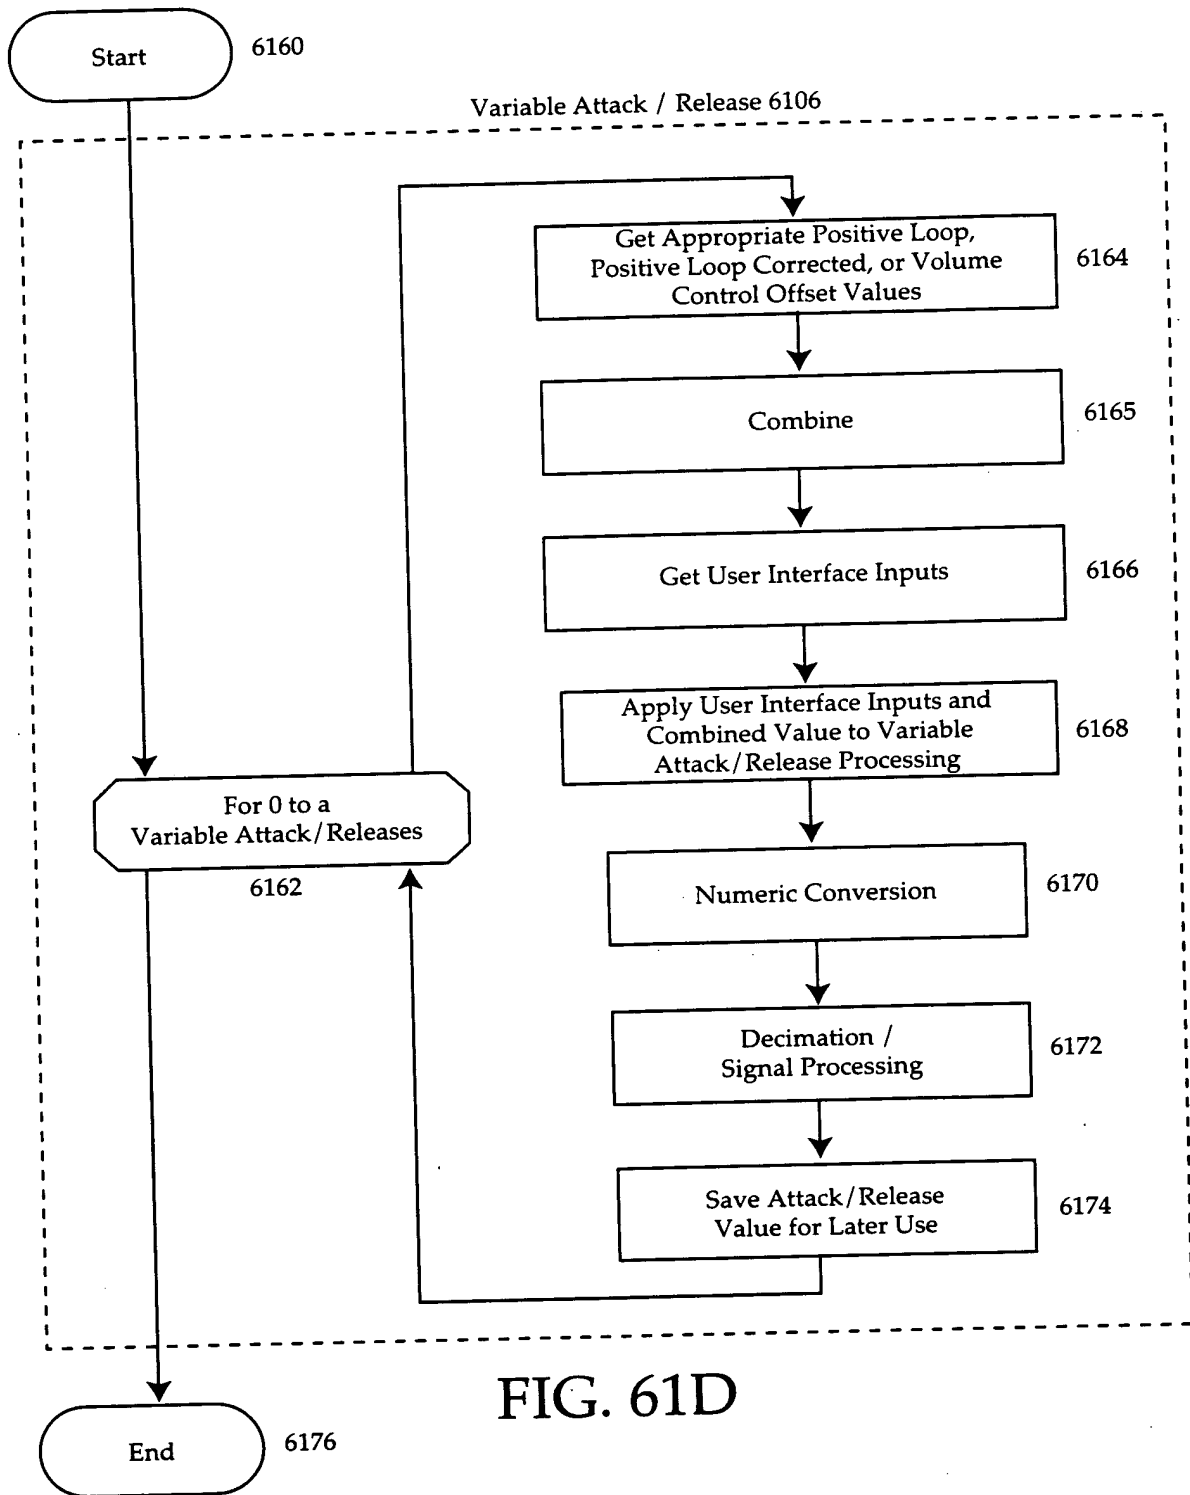 Start
6160
Variable Attack / Release 6106
Get Appropriate Positive Loop,
Positive Loop Corrected, or Volume
Control Offset Values
6164
Combine
6165
Get User Interface Inputs
6166
Apply User Interface Inputs and
Combined Value to Variable
Attack/Release Processing
6168
For 0 to a
Variable Attack/Releases
6162
Numeric Conversion
6170
Decimation /
Signal Processing
6172
Save Attack/Release
Value for Later Use
6174
FIG. 61D
End
6176